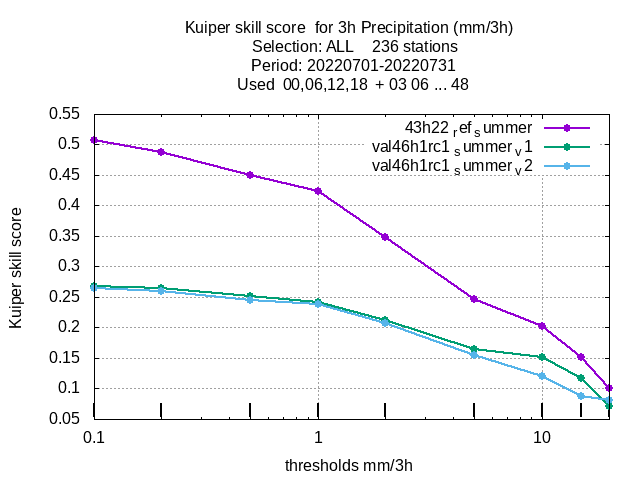 Kuiper skill score  for 3h Precipitation (mm/3h)
Selection: ALL    236 stations
Period: 20220701-20220731
Used  00,06,12,18  + 03 06 ... 48
43h22_ref_summer
val46h1rc1_summer_v1
val46h1rc1_summer_v2
0.55
0.5
0.45
0.4
0.35
0.3
0.25
0.2
0.15
0.1
0.05
Kuiper skill score
0.1
1
10
thresholds mm/3h